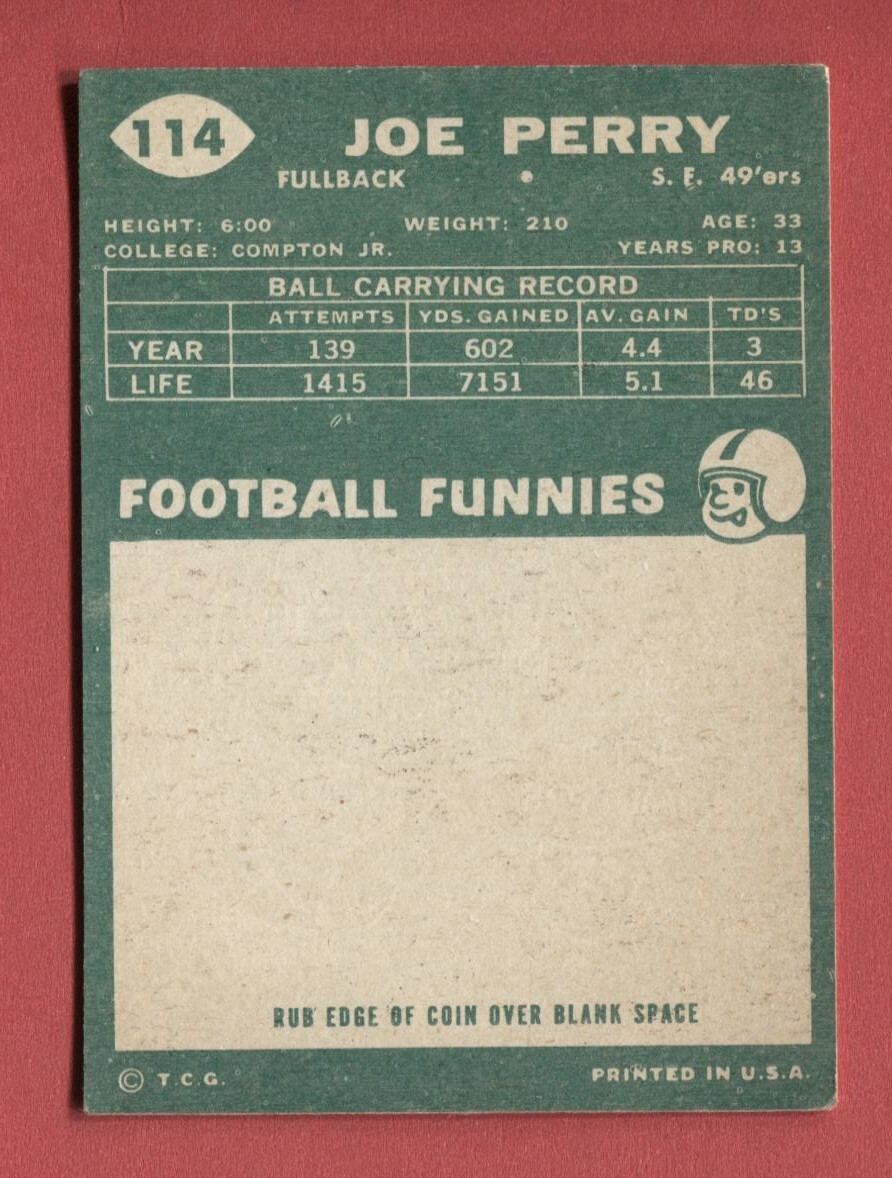 114
JOE PERRY
FULLBACK • S. F. 49'ers
HEIGHT: 6:00 WEIGHT: 210 AGE: 33
COLLEGE: COMPTON JR. YEARS PRO: 13
BALL CARRYING RECORD
ATTEMPTS YDS. GAINED AV. GAIN TD'S
YEAR 139 602 4.4 3
LIFE 1415 7151 5.1 46
FOOTBALL FUNNIES
RUB EDGE OF COIN OVER BLANK SPACE
© T.C.G. PRINTED IN U.S.A.